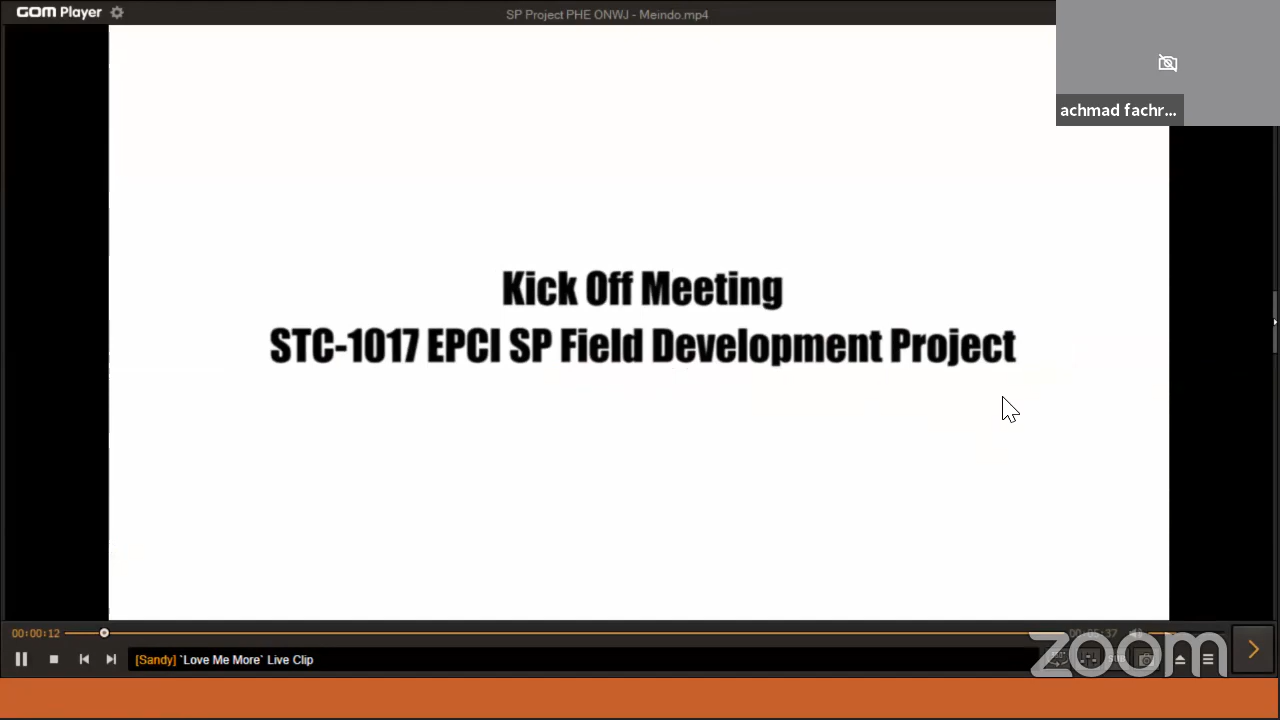 GOM Player
SP Project PHE ONWJ - Meindo.mp4
achmad fachr...
Kick Off Meeting
STC-1017 EPCI SP Field Development Project
00:00:12
[Sandy] `Love Me More` Live Clip
zoom